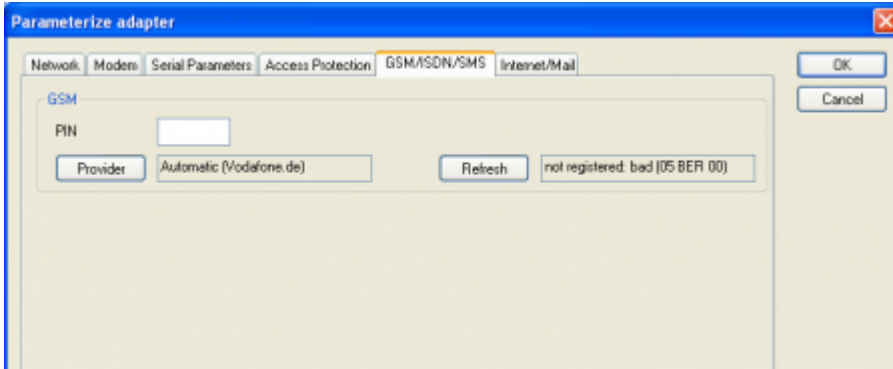 Parameterize adapter
Network Modem Serial Parameters Access Protection GSM/ISDN/SMS Internet/Mail
OK
GSM
Cancel
PIN
Provider Automatic (Vodafone.de) Refresh not registered: bad (05 BER 00)